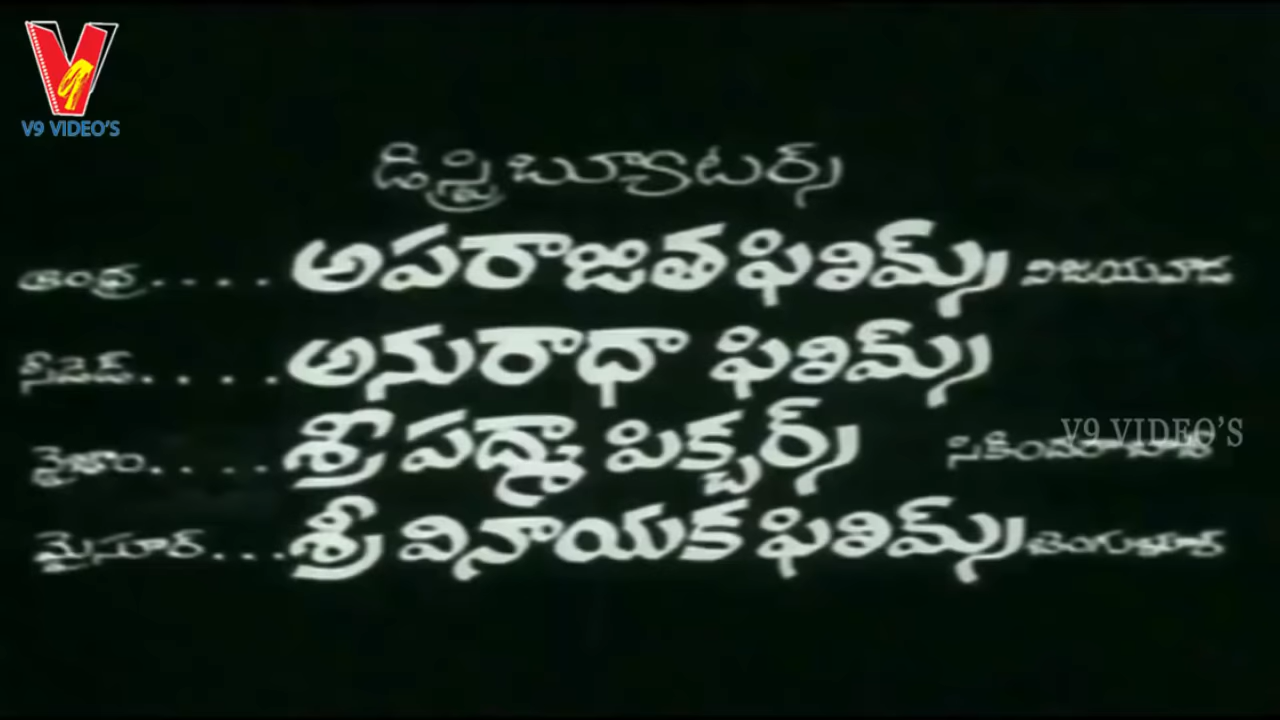 V9 VIDEO'S
డిస్ట్రిబ్యూటర్స్
ఆంధ్ర.... అపరాజిత ఫిలిమ్స్ విజయవాడ
సీడెడ్.... అనురాధా ఫిలిమ్స్
నైజాం.... శ్రీ పద్మా పిక్చర్స్ సికింద్రాబాద్
V9 VIDEO'S
మైసూర్... శ్రీ వినాయక ఫిలిమ్స్ బెంగుళూర్